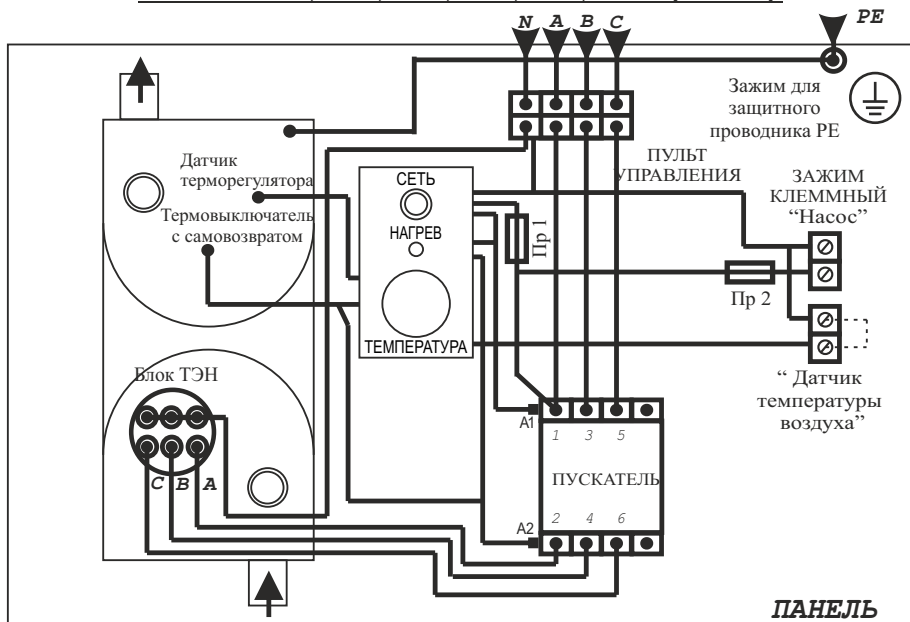 N A B C
PE
Зажим для
защитного
проводника PE
ПУЛЬТ
УПРАВЛЕНИЯ
ЗАЖИМ
КЛЕММНЫЙ
“Насос”
Датчик
терморегулятора
Термовыключатель
с самовозвратом
СЕТЬ
НАГРЕВ
ТЕМПЕРАТУРА
Пр 1
Пр 2
“ Датчик
температуры
воздуха”
Блок ТЭН
C B A
A1
1 3 5
ПУСКАТЕЛЬ
2 4 6
A2
ПАНЕЛЬ